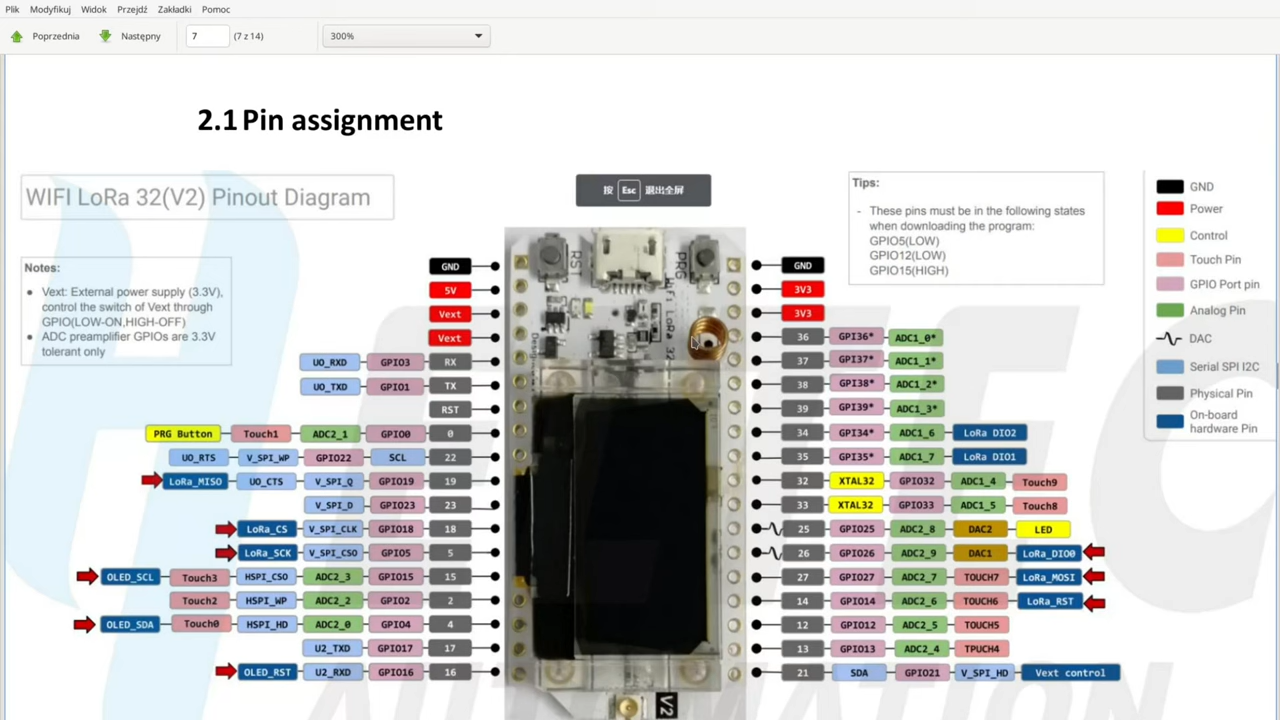 Plik Modyfikuj Widok Przejdź Zakładki Pomoc
Poprzednia Następny 7 (7 z 14) 300%
2.1 Pin assignment
WIFI LoRa 32(V2) Pinout Diagram
按 Esc 退出全屏
Tips:
- These pins must be in the following states
when downloading the program:
GPIO5(LOW)
GPIO12(LOW)
GPIO15(HIGH)
GND
Power
Control
Touch Pin
GPIO Port pin
Analog Pin
DAC
Serial SPI I2C
Physical Pin
On-board
hardware Pin
Notes:
● Vext: External power supply (3.3V),
control the switch of Vext through
GPIO(LOW-ON,HIGH-OFF)
● ADC preamplifier GPIOs are 3.3V
tolerant only
RST PRG
WiFi LoRa 32
V2
GND
5V
Vext
Vext
U0_RXD GPIO3 RX
U0_TXD GPIO1 TX
RST
PRG Button Touch1 ADC2_1 GPIO0 0
U0_RTS V_SPI_WP GPIO22 SCL 22
LoRa_MISO U0_CTS V_SPI_Q GPIO19 19
V_SPI_D GPIO23 23
LoRa_CS V_SPI_CLK GPIO18 18
LoRa_SCK V_SPI_CSO GPIO5 5
OLED_SCL Touch3 HSPI_CSO ADC2_3 GPIO15 15
Touch2 HSPI_WP ADC2_2 GPIO2 2
OLED_SDA Touch0 HSPI_HD ADC2_0 GPIO4 4
U2_TXD GPIO17 17
OLED_RST U2_RXD GPIO16 16
GND
3V3
3V3
36 GPI36* ADC1_0*
37 GPI37* ADC1_1*
38 GPI38* ADC1_2*
39 GPI39* ADC1_3*
34 GPI34* ADC1_6 LoRa DIO2
35 GPI35* ADC1_7 LoRa DIO1
32 XTAL32 GPIO32 ADC1_4 Touch9
33 XTAL32 GPIO33 ADC1_5 Touch8
25 GPIO25 ADC2_8 DAC2 LED
26 GPIO26 ADC2_9 DAC1 LoRa_DIO0
27 GPIO27 ADC2_7 TOUCH7 LoRa_MOSI
14 GPIO14 ADC2_6 TOUCH6 LoRa_RST
12 GPIO12 ADC2_5 TOUCH5
13 GPIO13 ADC2_4 TPUCH4
21 SDA GPIO21 V_SPI_HD Vext control